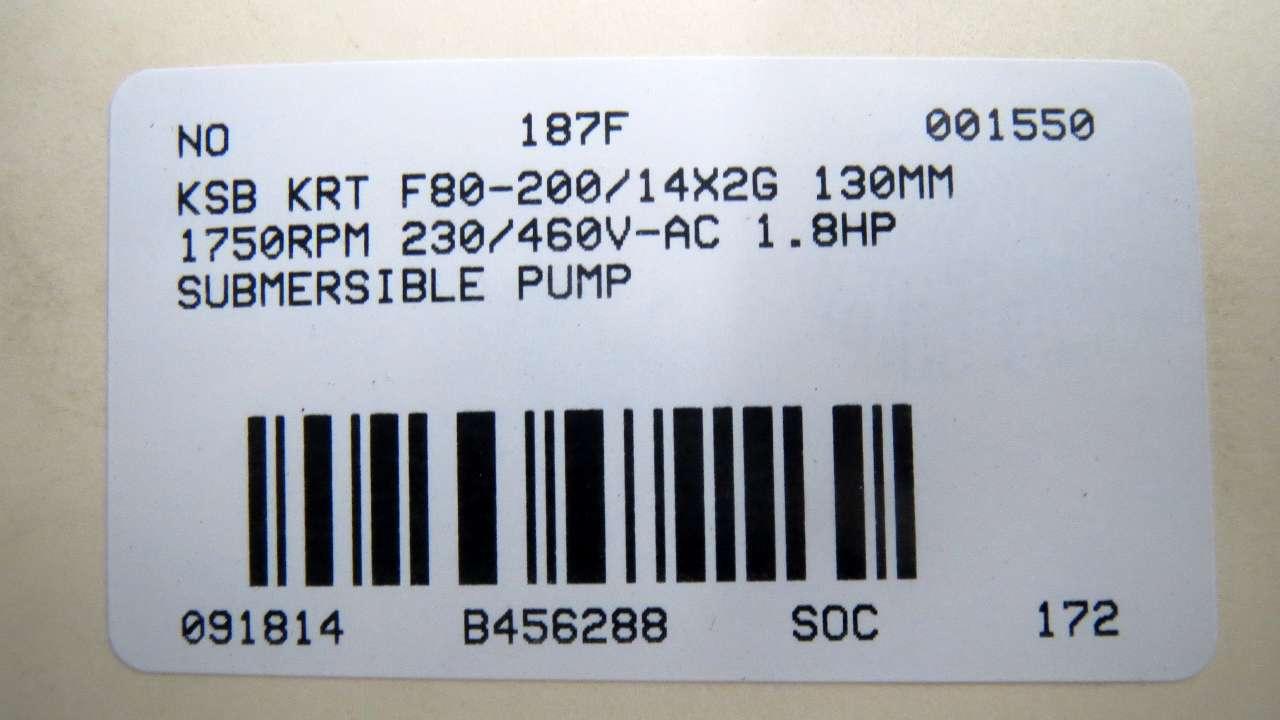 NO 187F 001550
KSB KRT F80-200/14X2G 130MM
1750RPM 230/460V-AC 1.8HP
SUBMERSIBLE PUMP
091814 B456288 SOC 172